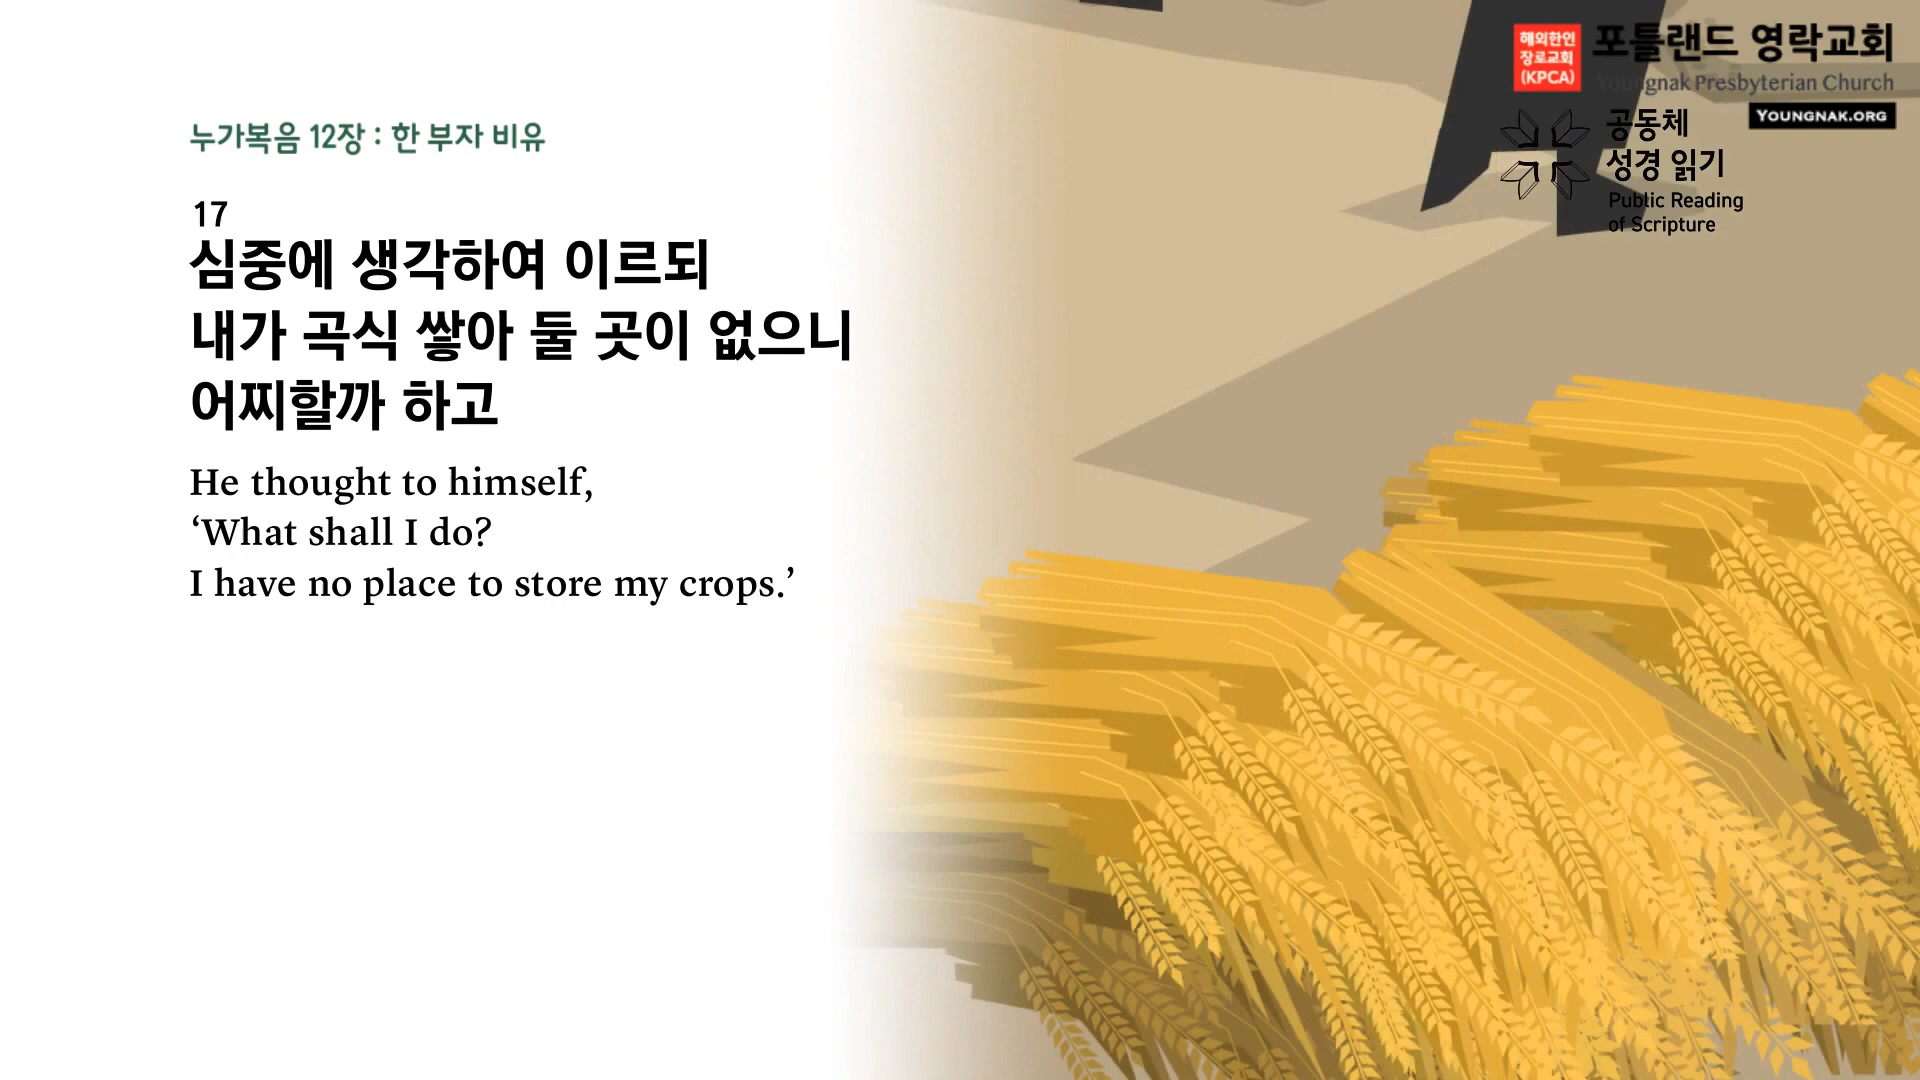 해외한인
장로교회
(KPCA)
포틀랜드 영락교회
Youngnak Presbyterian Church
YOUNGNAK.ORG
공동체
성경 읽기
Public Reading
of Scripture
누가복음 12장 : 한 부자 비유
17
심중에 생각하여 이르되
내가 곡식 쌓아 둘 곳이 없으니
어찌할까 하고
He thought to himself,
‘What shall I do?
I have no place to store my crops.’